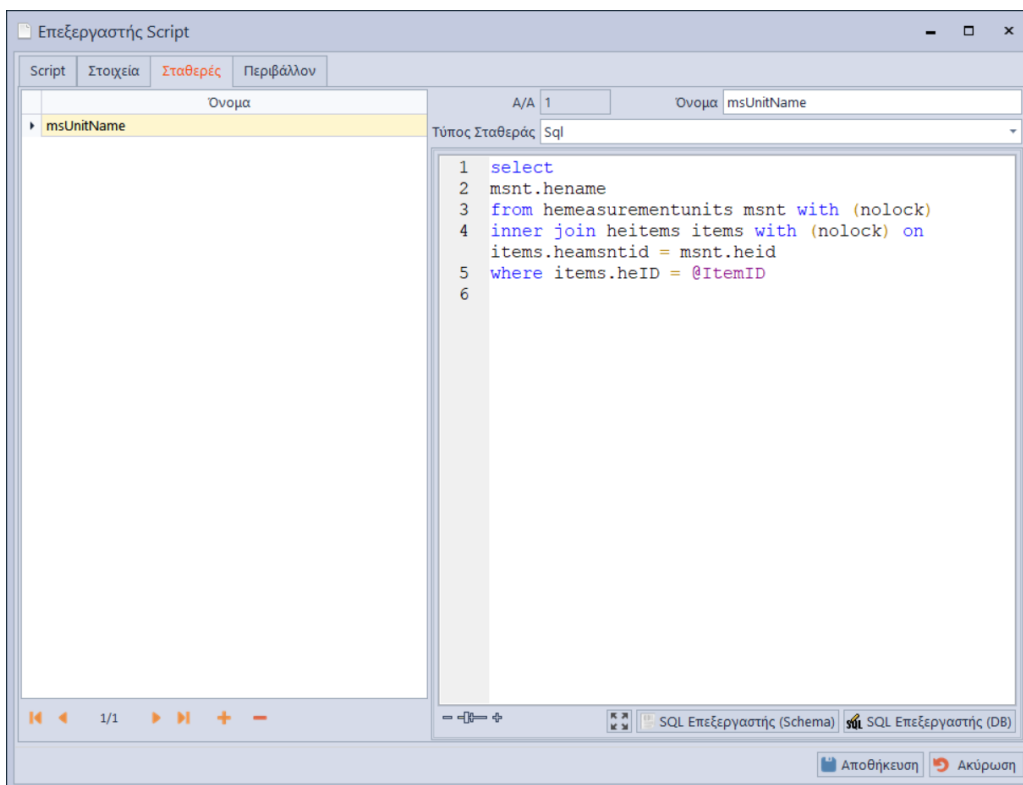 Επεξεργαστής Script
Script Στοιχεία Σταθερές Περιβάλλον
Όνομα
msUnitName
Α/Α 1 Όνομα msUnitName
Τύπος Σταθεράς Sql
1 select
2 msnt.hename
3 from hemeasurementunits msnt with (nolock)
4 inner join heitems items with (nolock) on
items.heamsntid = msnt.heid
5 where items.heID = @ItemID
6
1/1
SQL Επεξεργαστής (Schema) SQL SQL Επεξεργαστής (DB)
Αποθήκευση Ακύρωση